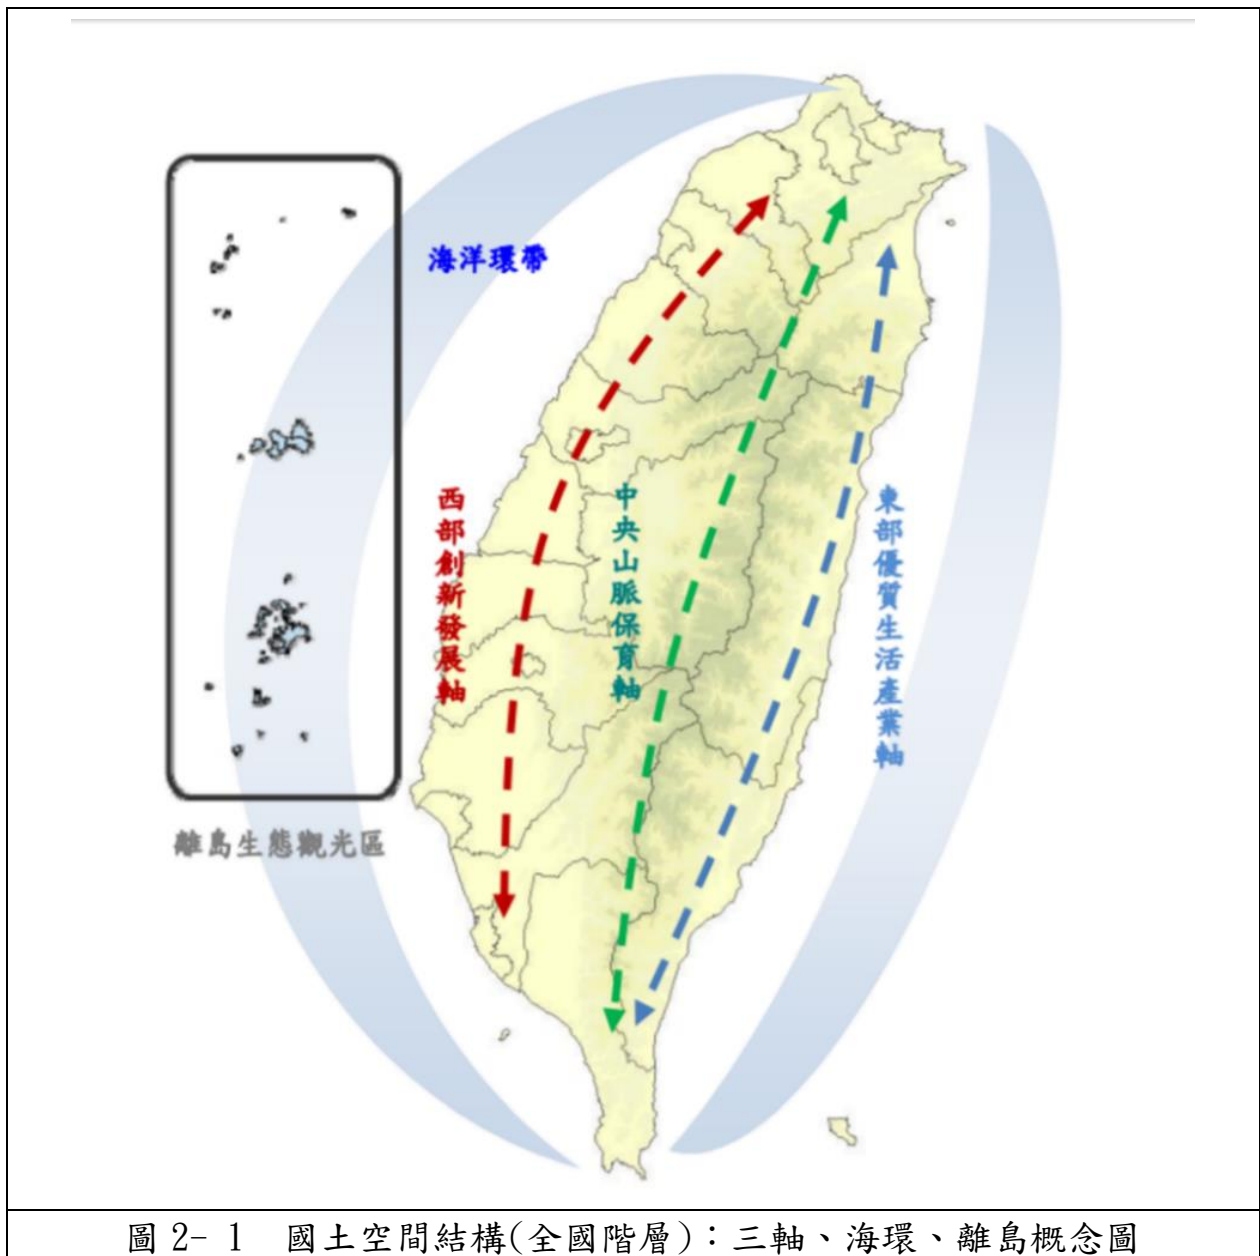 海洋環帶
西部創新發展軸
中央山脈保育軸
東部優質生活產業軸
離島生態觀光區
圖 2- 1 國土空間結構(全國階層)：三軸、海環、離島概念圖